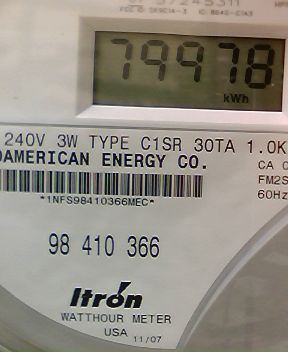 79978
kWh
240V 3W TYPE C1SR 30TA 1.0K
AMERICAN ENERGY CO.
CA
FM2S
60Hz
*1NFS98410366MEC*
98 410 366
Itrón
WATTHOUR METER
USA 11/07